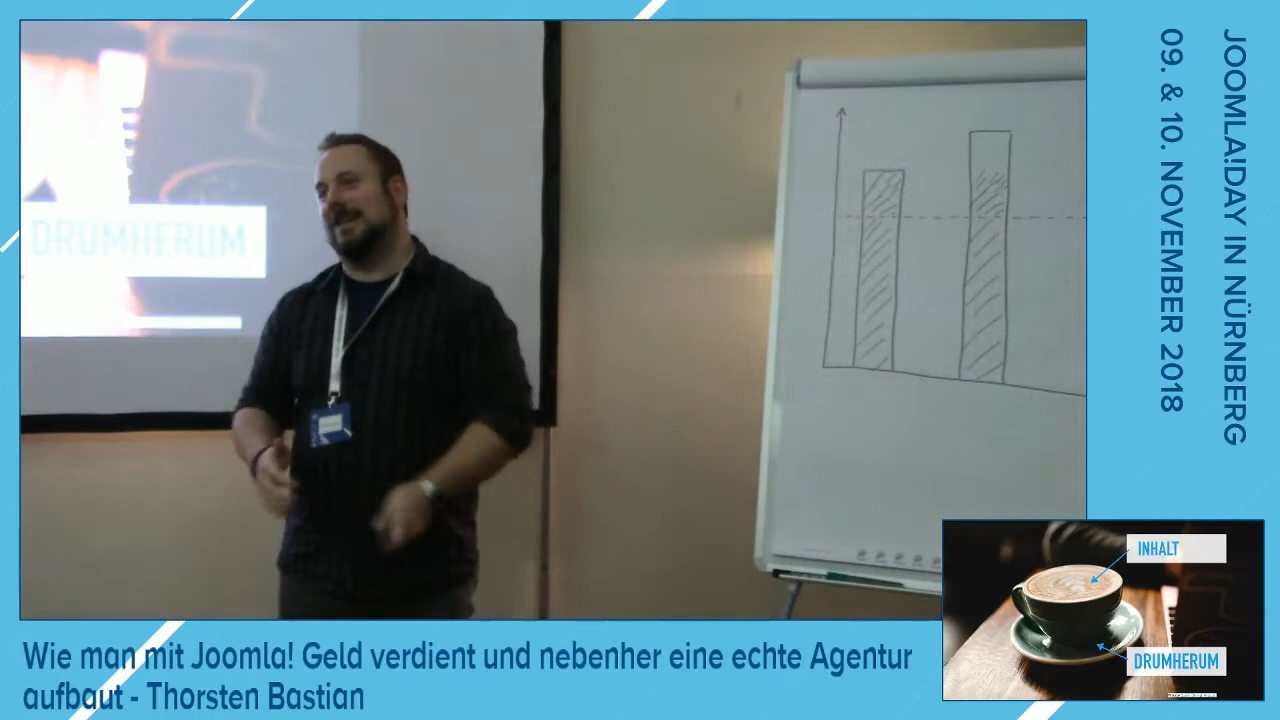 DRUMHERUM
JOOMLA!DAY IN NÜRNBERG
09. & 10. NOVEMBER 2018
INHALT
DRUMHERUM
Wie man mit Joomla! Geld verdient und nebenher eine echte Agentur
aufbaut - Thorsten Bastian